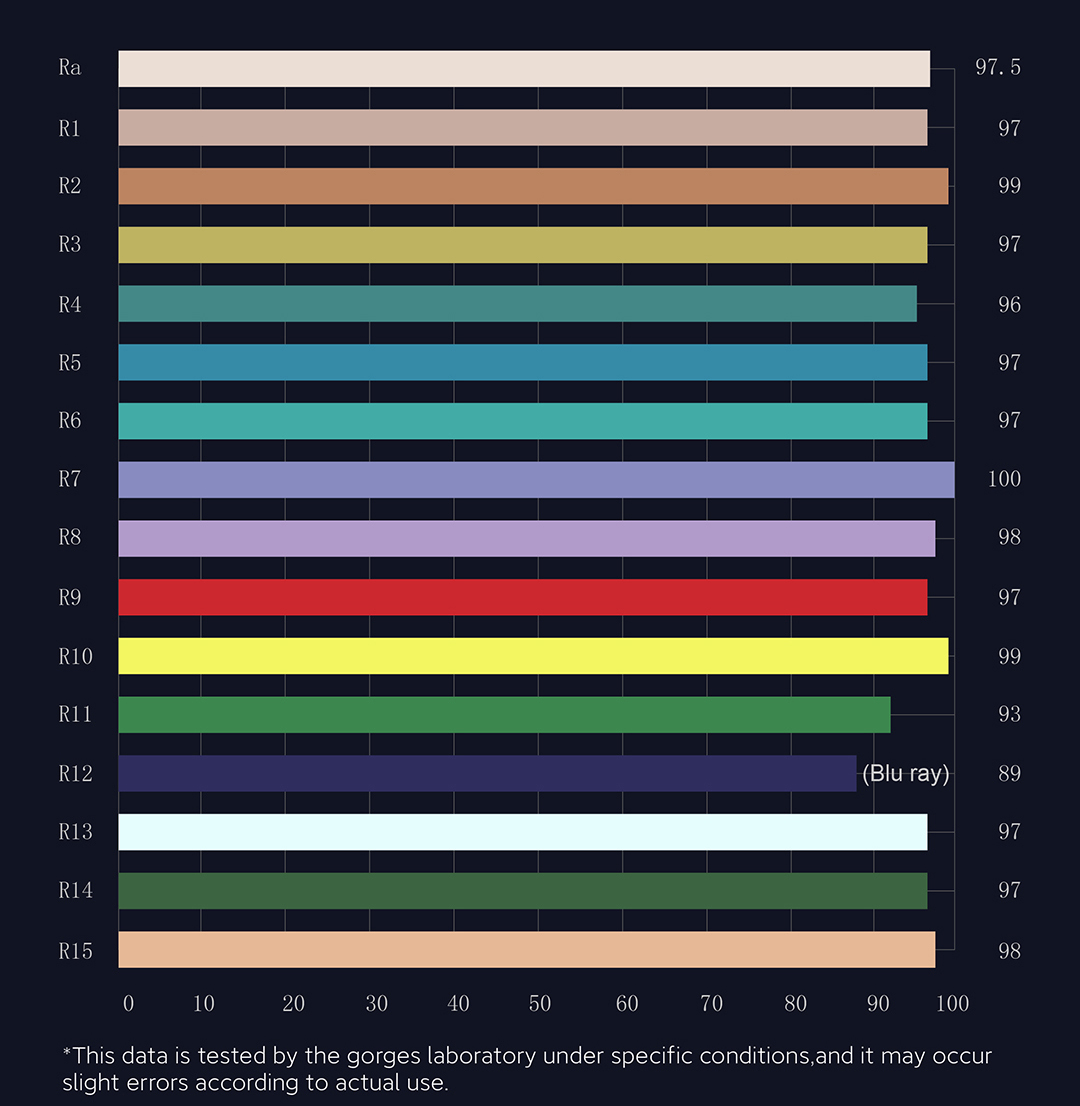 Ra 97.5
R1 97
R2 99
R3 97
R4 96
R5 97
R6 97
R7 100
R8 98
R9 97
R10 99
R11 93
R12 (Blu ray) 89
R13 97
R14 97
R15 98
0 10 20 30 40 50 60 70 80 90 100
*This data is tested by the gorges laboratory under specific conditions,and it may occur
slight errors according to actual use.